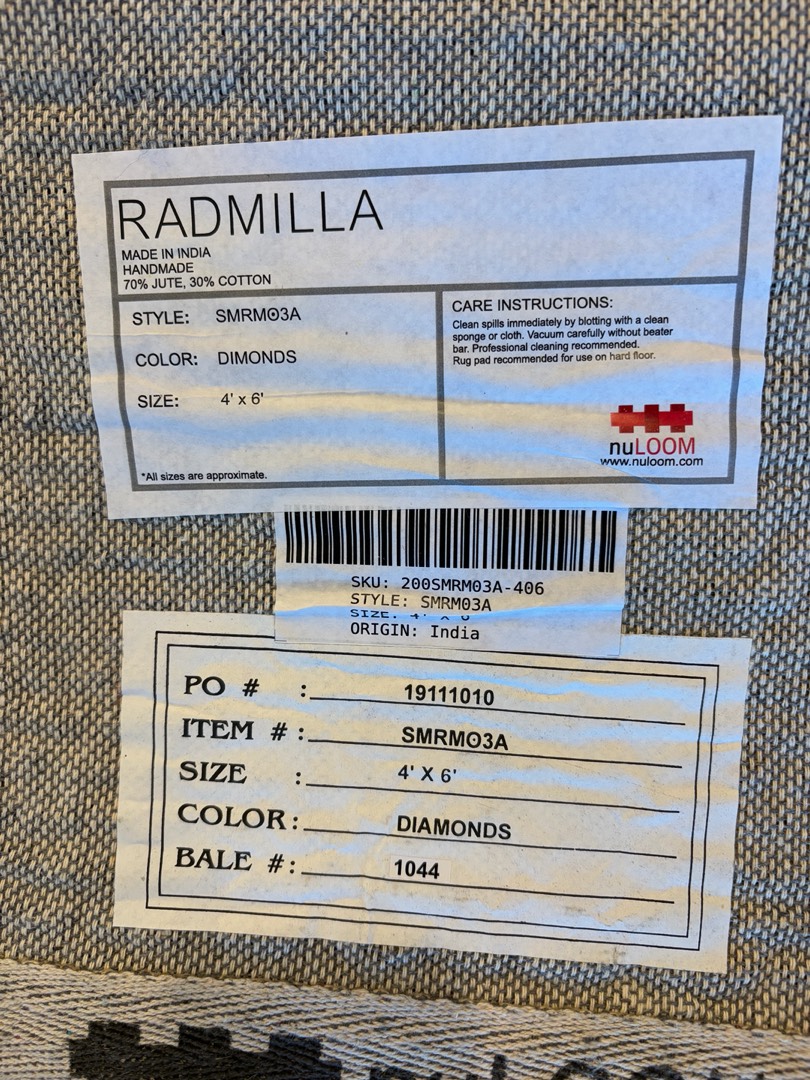 RADMILLA
MADE IN INDIA
HANDMADE
70% JUTE, 30% COTTON
STYLE: SMRM03A
COLOR: DIMONDS
SIZE: 4' x 6'
*All sizes are approximate.
CARE INSTRUCTIONS:
Clean spills immediately by blotting with a clean
sponge or cloth. Vacuum carefully without beater
bar. Professional cleaning recommended.
Rug pad recommended for use on hard floor.
nuLOOM
www.nuloom.com
SKU: 200SMRM03A-406
STYLE: SMRM03A
SIZE: 4' x 6'
ORIGIN: India
PO # : 19111010
ITEM # : SMRM03A
SIZE : 4' X 6'
COLOR: DIAMONDS
BALE #: 1044